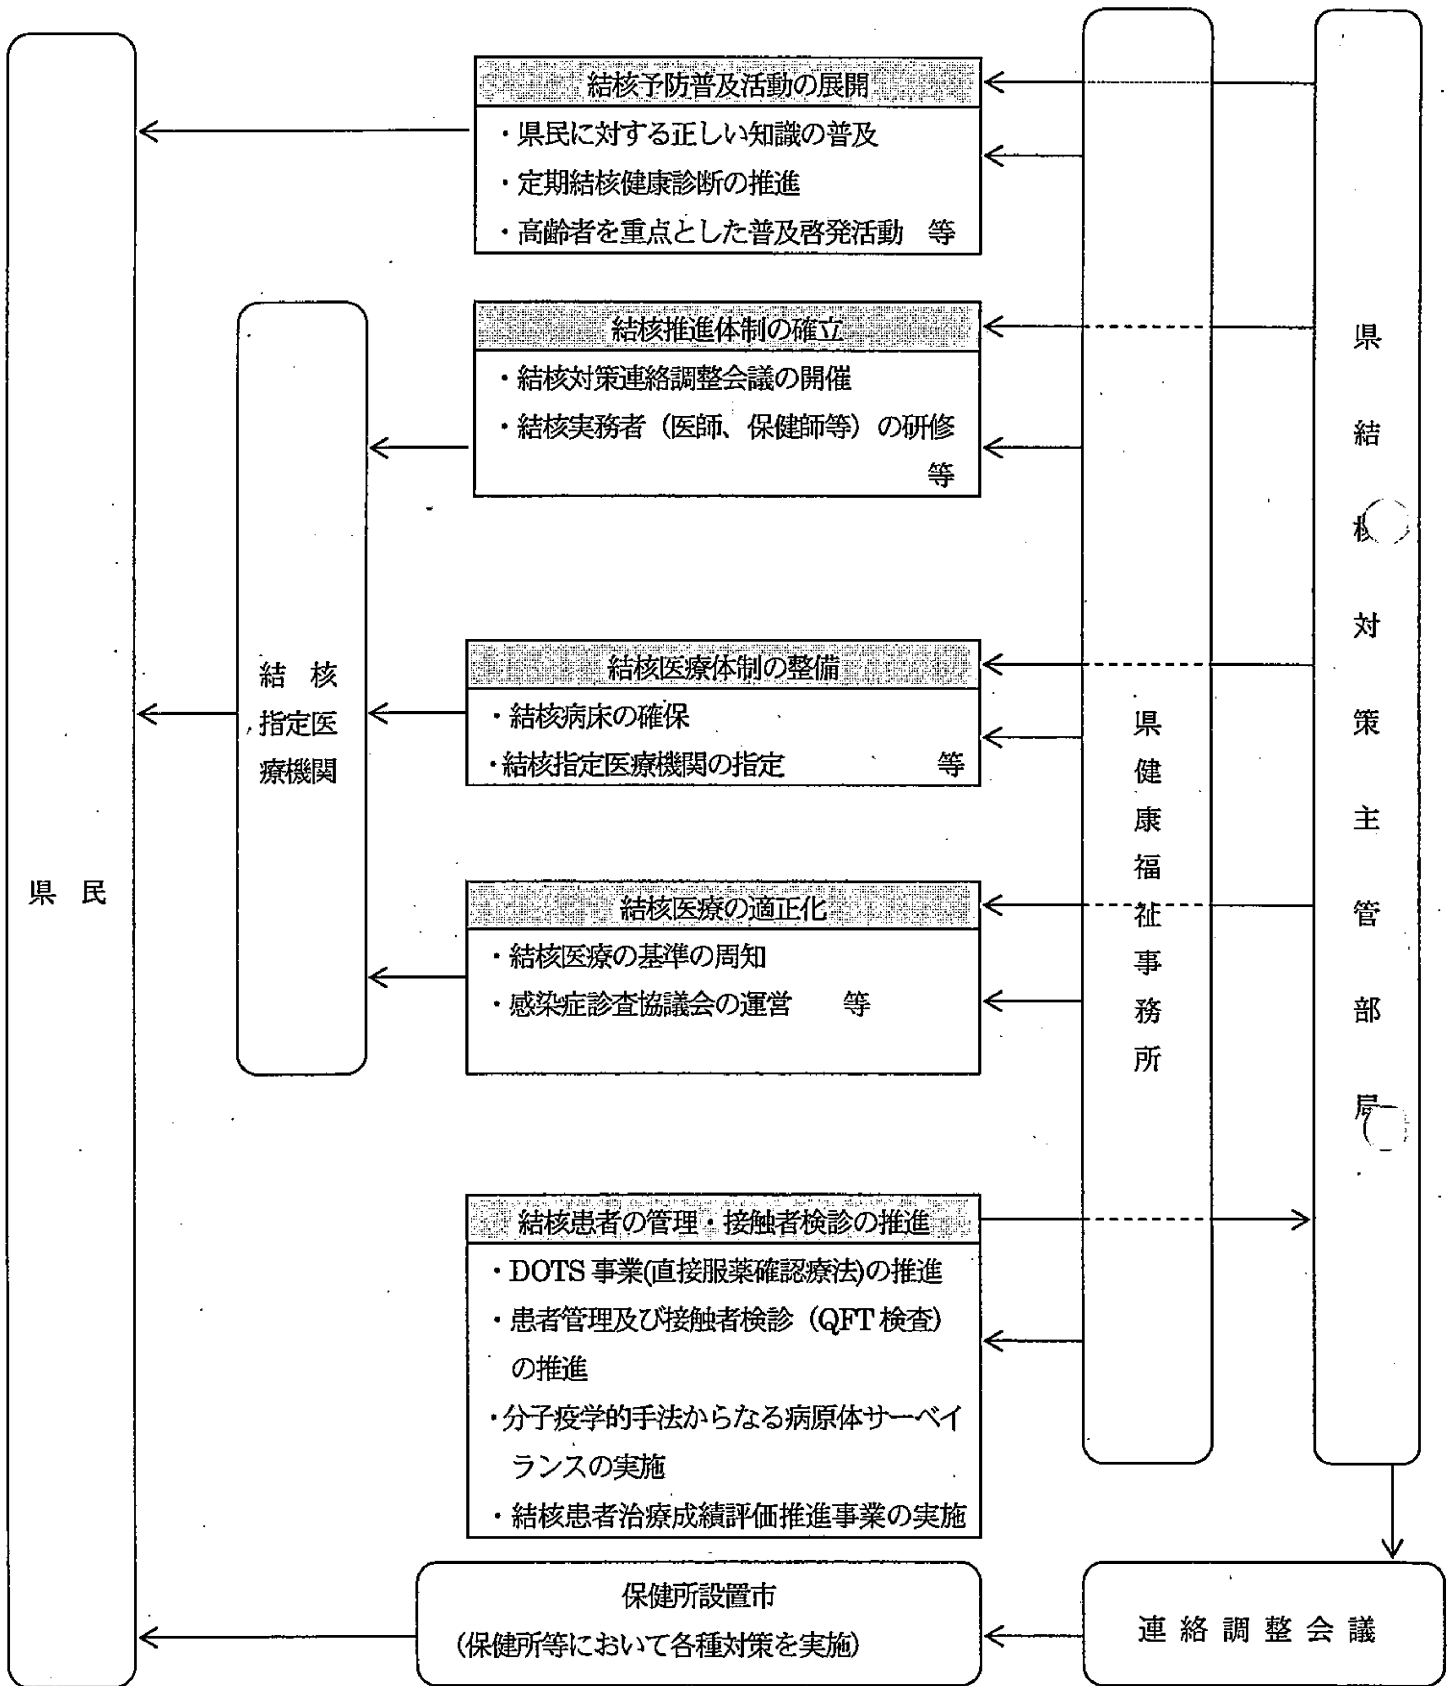 結核予防普及活動の展開
・県民に対する正しい知識の普及
・定期結核健康診断の推進
・高齢者を重点とした普及啓発活動　等
結核推進体制の確立
・結核対策連絡調整会議の開催
・結核実務者（医師、保健師等）の研修
等
結核医療体制の整備
・結核病床の確保
・結核指定医療機関の指定　等
結核医療の適正化
・結核医療の基準の周知
・感染症診査協議会の運営　等
結核患者の管理・接触者検診の推進
・DOTS 事業(直接服薬確認療法)の推進
・患者管理及び接触者検診（QFT 検査）
の推進
・分子疫学的手法からなる病原体サーベイ
ランスの実施
・結核患者治療成績評価推進事業の実施
保健所設置市
（保健所等において各種対策を実施）
連絡調整会議
県民
結核
指定医
療機関
県健康福祉事務所
県結核対策主管部局